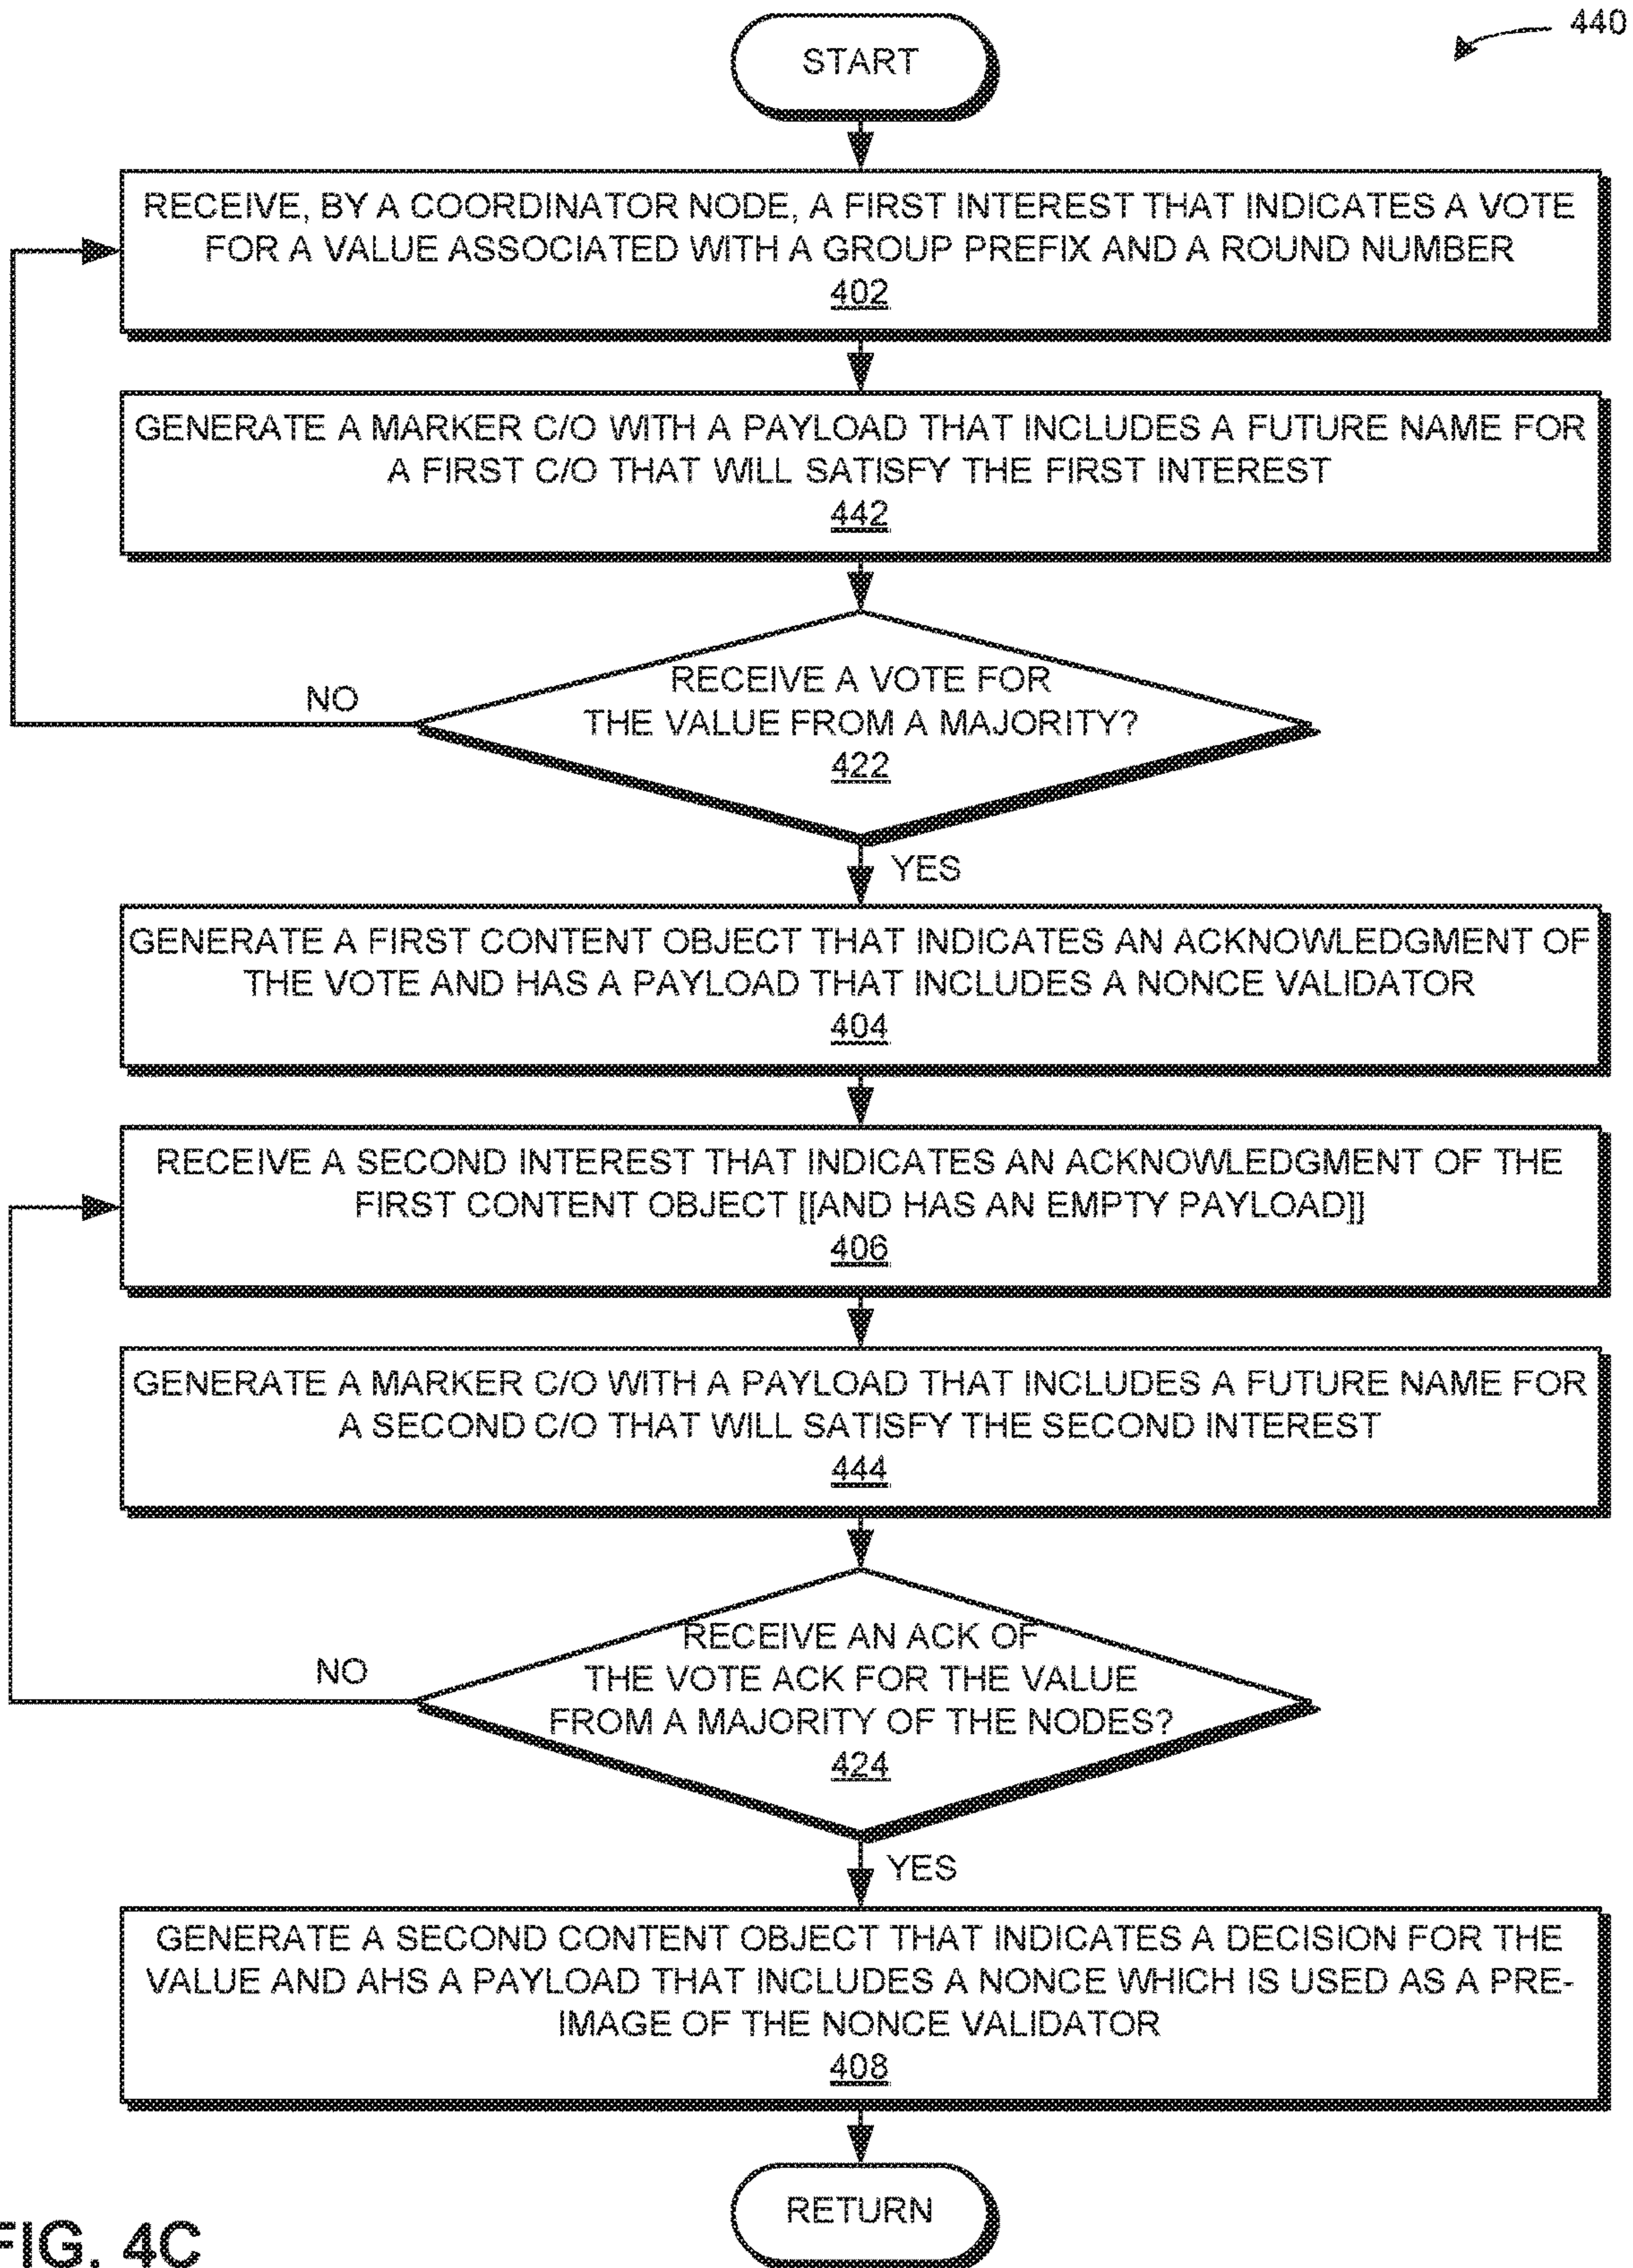 440
START
RECEIVE, BY A COORDINATOR NODE, A FIRST INTEREST THAT INDICATES A VOTE
FOR A VALUE ASSOCIATED WITH A GROUP PREFIX AND A ROUND NUMBER
402
GENERATE A MARKER C/O WITH A PAYLOAD THAT INCLUDES A FUTURE NAME FOR
A FIRST C/O THAT WILL SATISFY THE FIRST INTEREST
442
RECEIVE A VOTE FOR
THE VALUE FROM A MAJORITY?
422
NO
YES
GENERATE A FIRST CONTENT OBJECT THAT INDICATES AN ACKNOWLEDGMENT OF
THE VOTE AND HAS A PAYLOAD THAT INCLUDES A NONCE VALIDATOR
404
RECEIVE A SECOND INTEREST THAT INDICATES AN ACKNOWLEDGMENT OF THE
FIRST CONTENT OBJECT [[AND HAS AN EMPTY PAYLOAD]]
406
GENERATE A MARKER C/O WITH A PAYLOAD THAT INCLUDES A FUTURE NAME FOR
A SECOND C/O THAT WILL SATISFY THE SECOND INTEREST
444
RECEIVE AN ACK OF
THE VOTE ACK FOR THE VALUE
FROM A MAJORITY OF THE NODES?
424
NO
YES
GENERATE A SECOND CONTENT OBJECT THAT INDICATES A DECISION FOR THE
VALUE AND AHS A PAYLOAD THAT INCLUDES A NONCE WHICH IS USED AS A PRE-
IMAGE OF THE NONCE VALIDATOR
408
RETURN
FIG. 4C